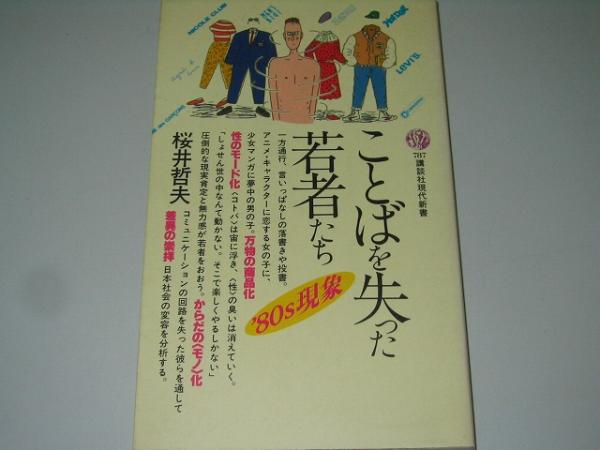 NICOLE CLUB
Hot Dog
LEVI'S
agnès b.
COMME des GARÇONS
787 講談社現代新書
ことばを失った
若者たち
'80s現象
一方通行、言いっぱなしの落書きや投書。
アニメ・キャラクターに恋する女の子に、
少女マンガに夢中の男の子。万物の商品化
性のモード化〈コトバ〉は宙に浮き、〈性〉の臭いは消えていく。
「しょせん世の中なんて動かない。そこで楽しくやるしかない」
圧倒的な現実肯定と無力感が若者をおおう。からだの〈モノ〉化
コミュニケーションの回路を失った彼らを通して
差異の崇拝 日本社会の変容を分析する。
桜井哲夫